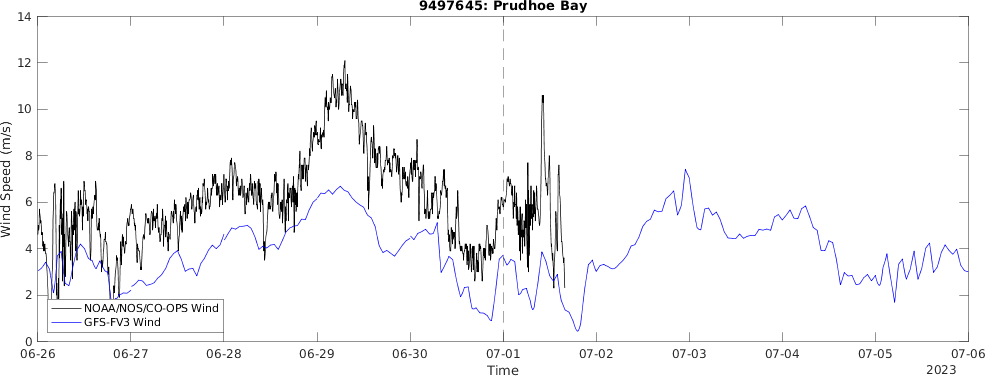 9497645: Prudhoe Bay
14
12
10
8
6
4
2
0
Wind Speed (m/s)
NOAA/NOS/CO-OPS Wind
GFS-FV3 Wind
06-26 06-27 06-28 06-29 06-30 07-01 07-02 07-03 07-04 07-05 07-06
Time
2023